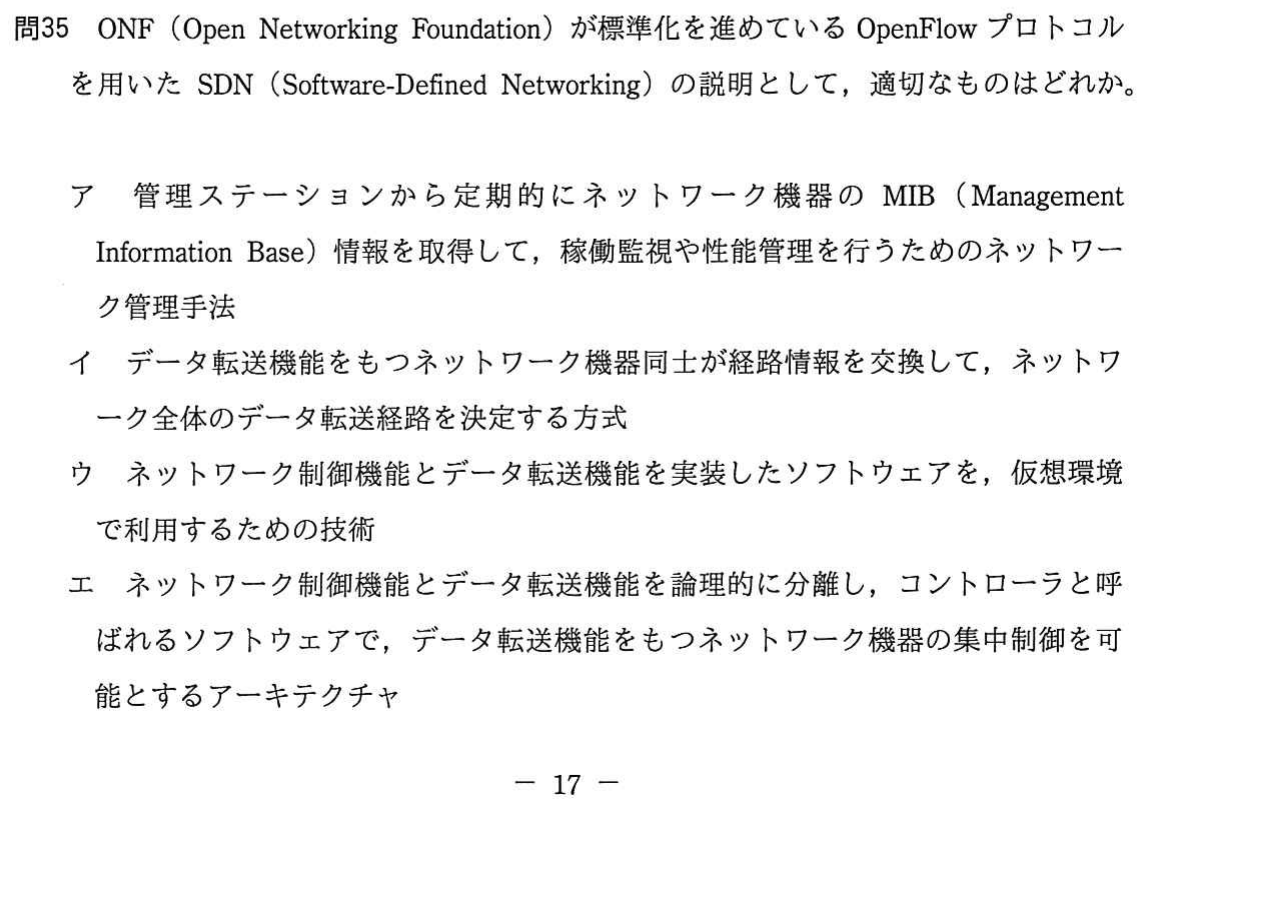 問35 ONF（Open Networking Foundation）が標準化を進めている OpenFlow プロトコル
を用いた SDN（Software-Defined Networking）の説明として，適切なものはどれか。
ア 管理ステーションから定期的にネットワーク機器の MIB（Management
Information Base）情報を取得して，稼働監視や性能管理を行うためのネットワー
ク管理手法
イ データ転送機能をもつネットワーク機器同士が経路情報を交換して，ネットワ
ーク全体のデータ転送経路を決定する方式
ウ ネットワーク制御機能とデータ転送機能を実装したソフトウェアを，仮想環境
で利用するための技術
エ ネットワーク制御機能とデータ転送機能を論理的に分離し，コントローラと呼
ばれるソフトウェアで，データ転送機能をもつネットワーク機器の集中制御を可
能とするアーキテクチャ
－ 17 －